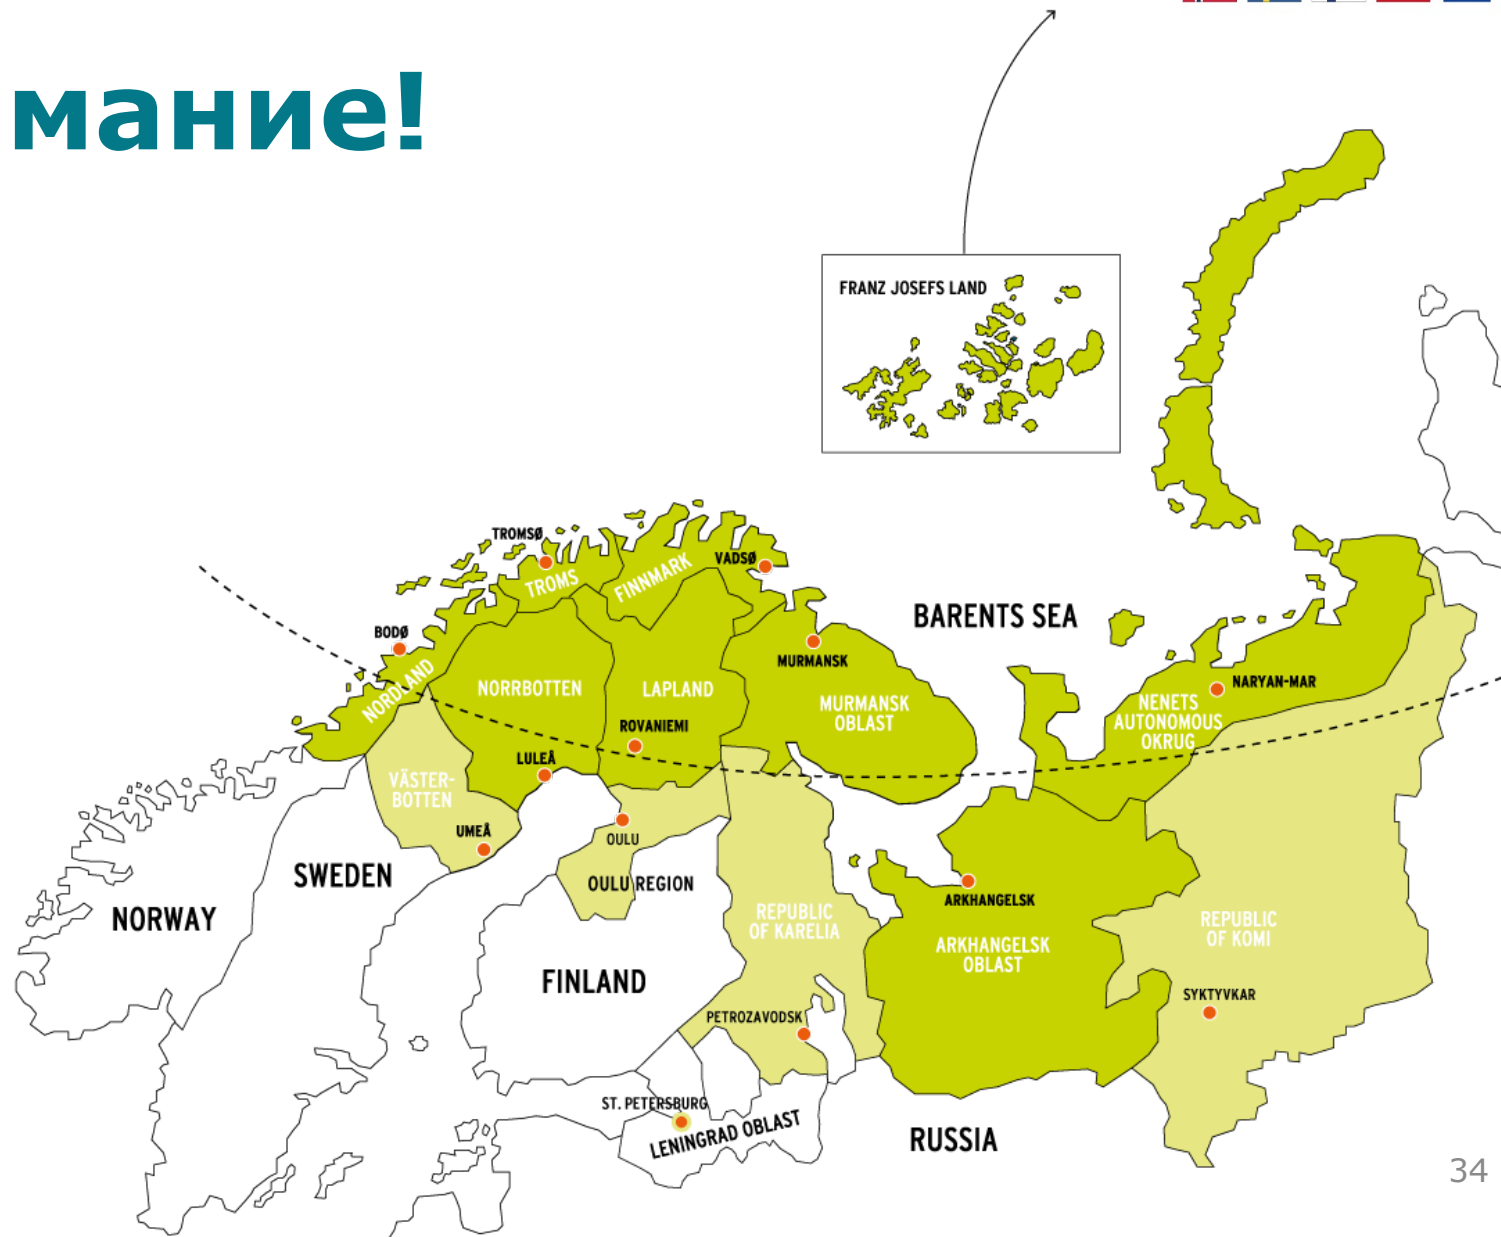 мание!
FRANZ JOSEFS LAND
TROMSØ
TROMS
FINNMARK
VADSØ
BARENTS SEA
BODØ
NORDLAND
NORRBOTTEN
LAPLAND
MURMANSK
MURMANSK
OBLAST
NARYAN-MAR
NENETS
AUTONOMOUS
OKRUG
ROVANIEMI
LULEÅ
VÄSTER-
BOTTEN
UMEÅ
OULU
SWEDEN
OULU REGION
NORWAY
ARKHANGELSK
REPUBLIC
OF KARELIA
ARKHANGELSK
OBLAST
REPUBLIC
OF KOMI
FINLAND
SYKTYVKAR
PETROZAVODSK
ST. PETERSBURG
LENINGRAD OBLAST
RUSSIA
34